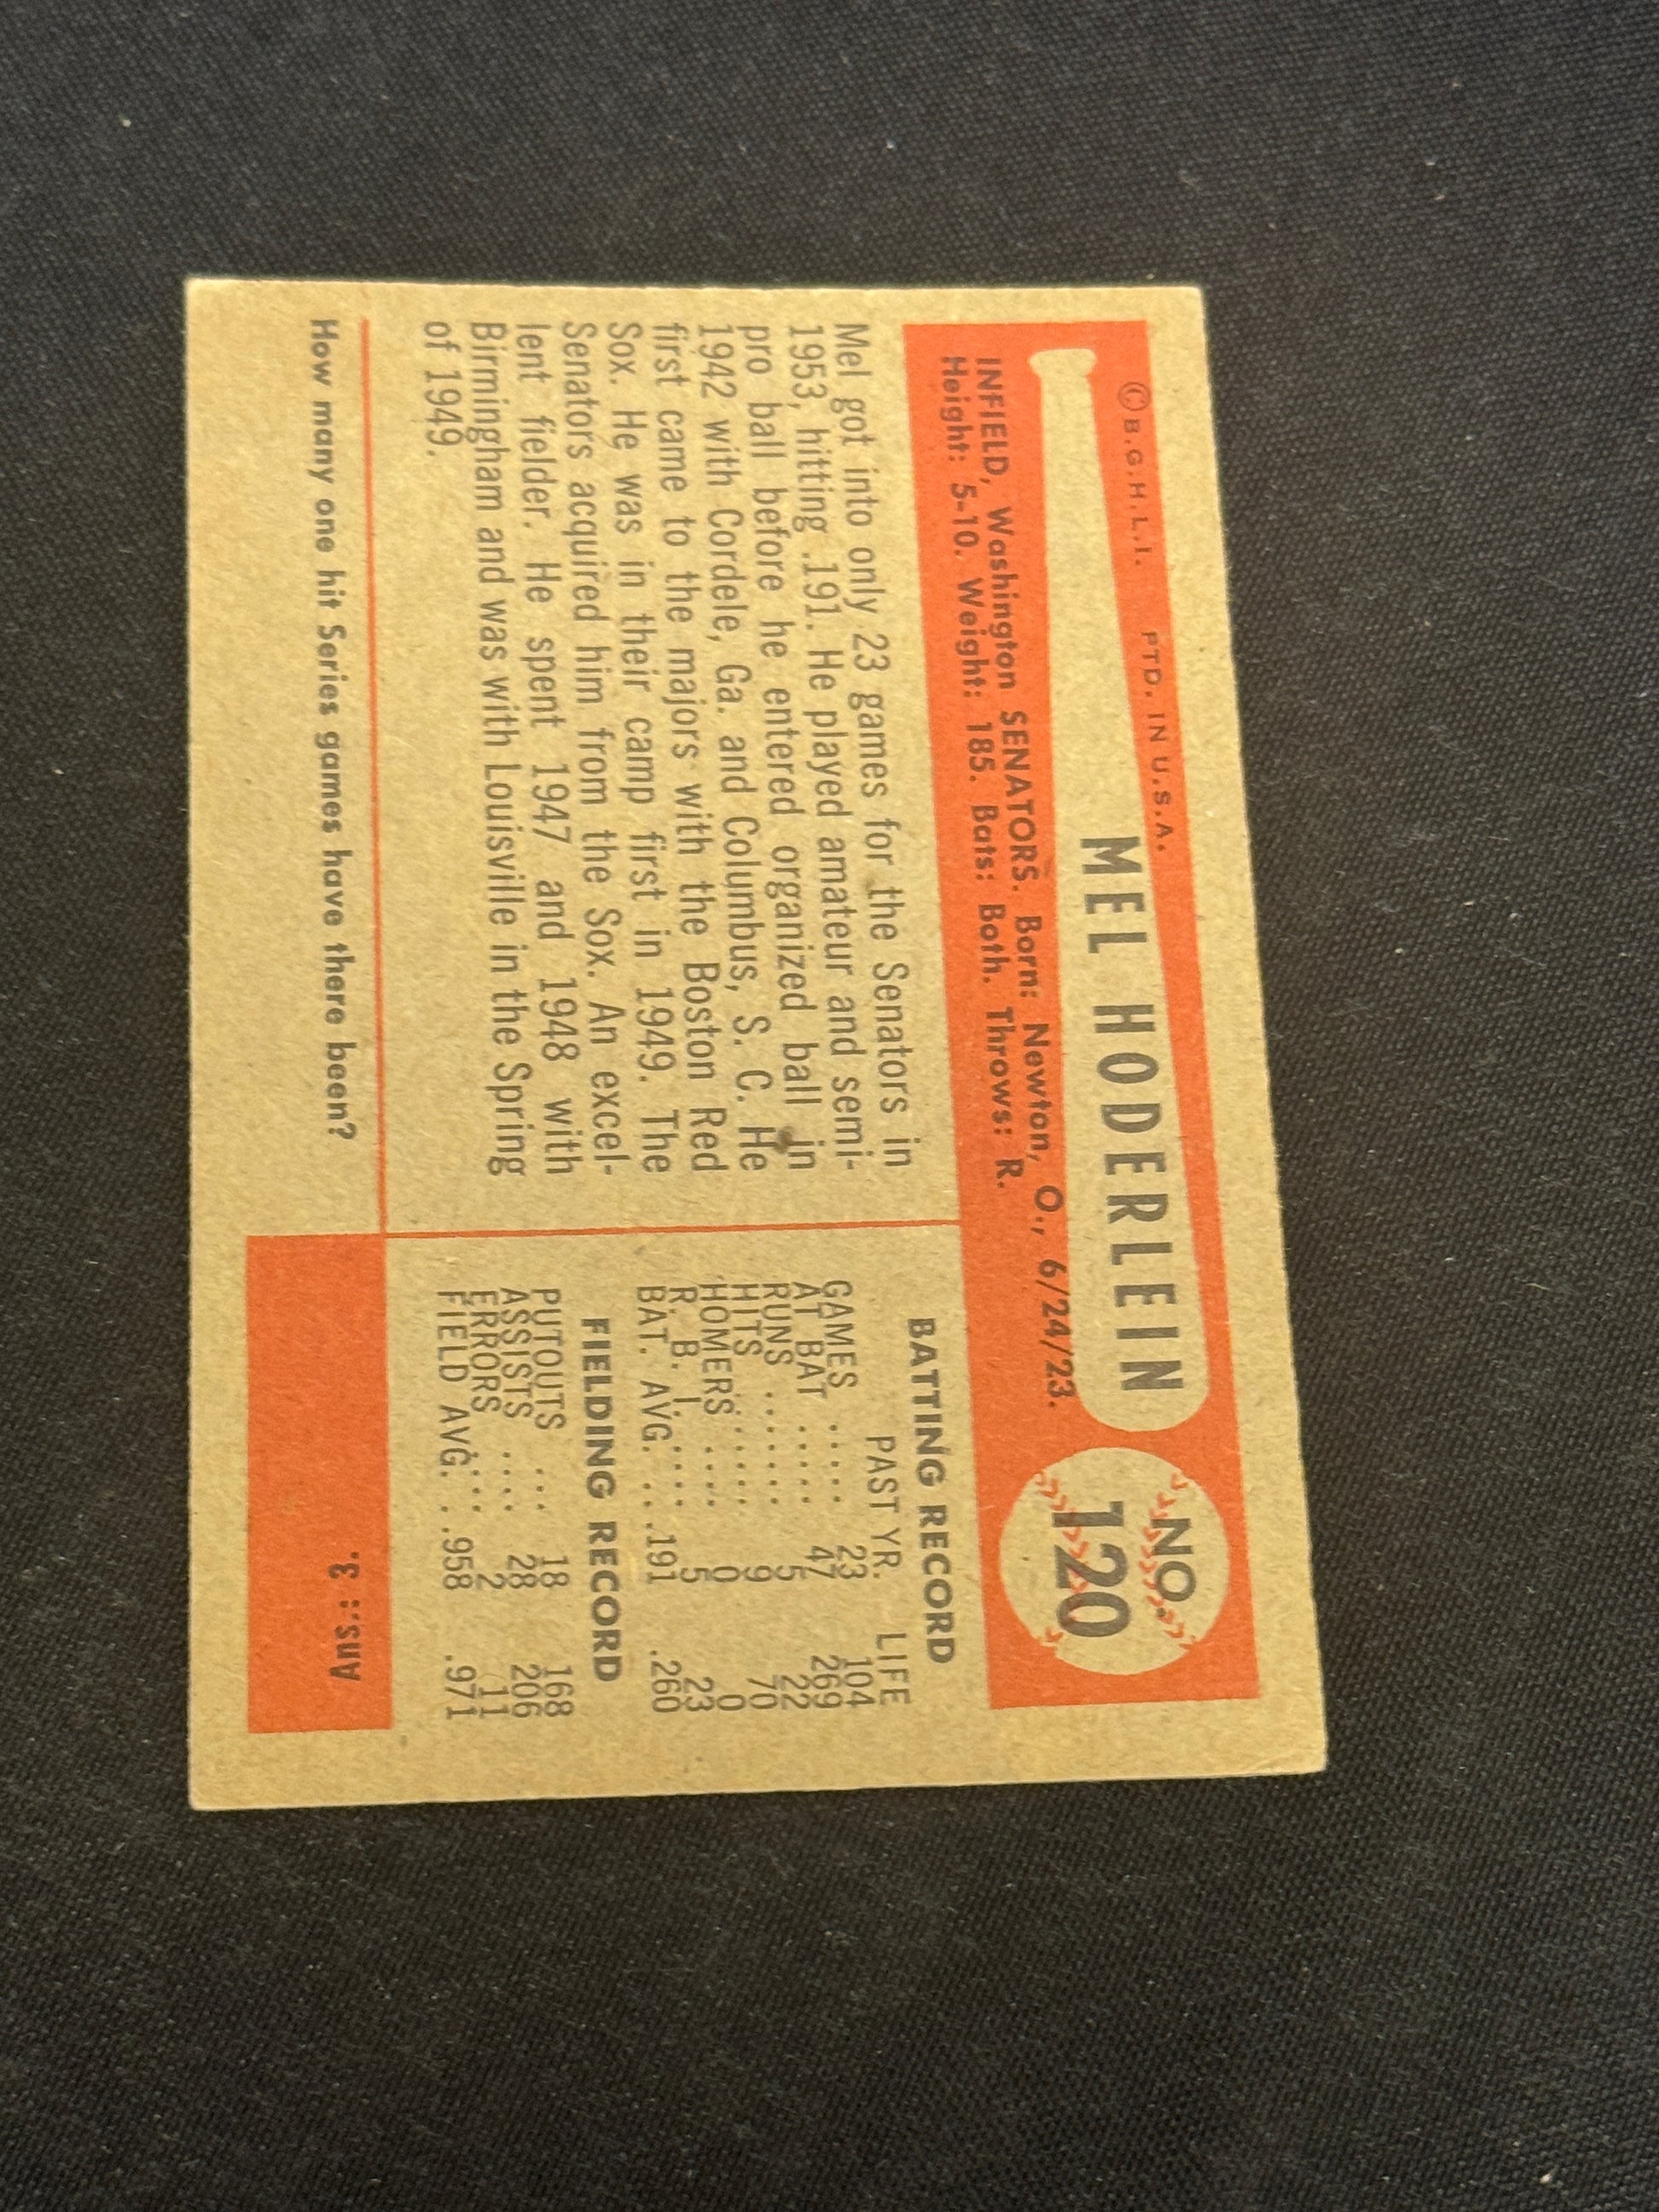 ©B.G.H.L.I. PTD. IN U.S.A.
MEL HODERLEIN
NO.
120
INFIELD, Washington SENATORS. Born: Newton, O., 6/24/23.
Height: 5-10. Weight: 185. Bats: Both. Throws: R.
Mel got into only 23 games for the Senators in
1953, hitting .191. He played amateur and semi-
pro ball before he entered organized ball in
1942 with Cordele, Ga. and Columbus, S. C. He
first came to the majors with the Boston Red
Sox. He was in their camp first in 1949. The
Senators acquired him from the Sox. An excel-
lent fielder. He spent 1947 and 1948 with
Birmingham and was with Louisville in the Spring
of 1949.
BATTING RECORD
PAST YR. LIFE
GAMES ..... 23 104
AT BAT ..... 47 269
RUNS ...... 5 22
HITS ...... 9 70
HOMERS .... 0 0
R. B. I. .... 5 23
BAT. AVG. .. .191 .260
FIELDING RECORD
PUTOUTS ... 18 168
ASSISTS .... 28 206
ERRORS .... 2 11
FIELD AVG. . .958 .971
How many one hit Series games have there been?
Ans.: 3.